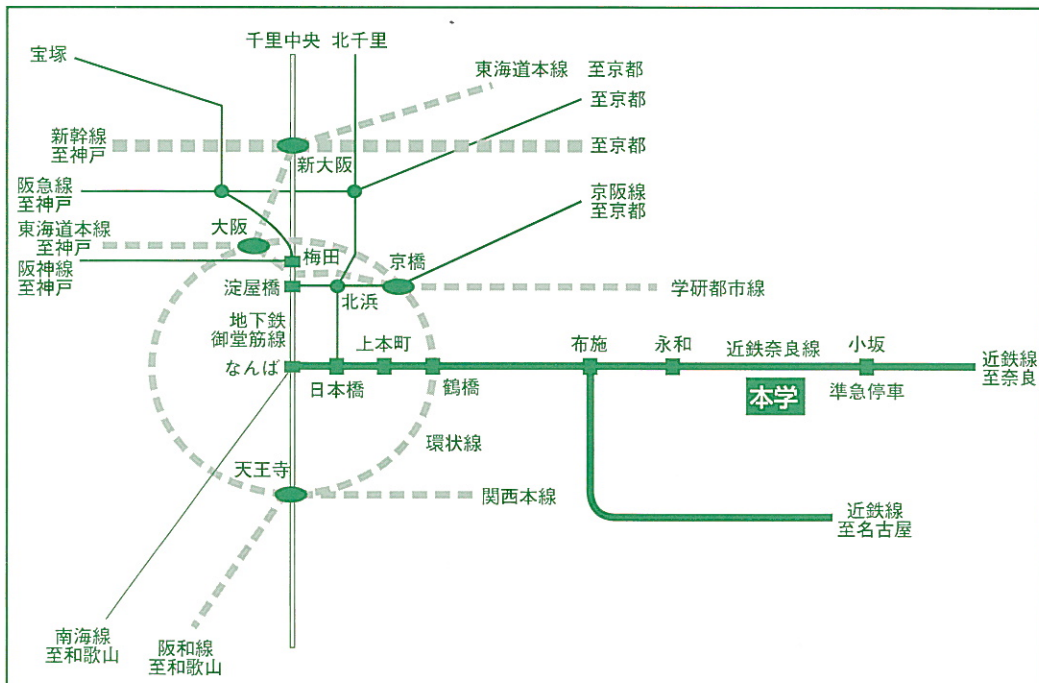 千里中央
北千里
宝塚
東海道本線 至京都
至京都
新幹線
至神戸
至京都
新大阪
阪急線
至神戸
京阪線
至京都
大阪
東海道本線
至神戸
梅田
京橋
阪神線
至神戸
淀屋橋
北浜
学研都市線
地下鉄
御堂筋線
上本町
布施
永和
近鉄奈良線
小坂
なんば
近鉄線
至奈良
日本橋
鶴橋
本学
準急停車
環状線
天王寺
関西本線
近鉄線
至名古屋
南海線
至和歌山
阪和線
至和歌山